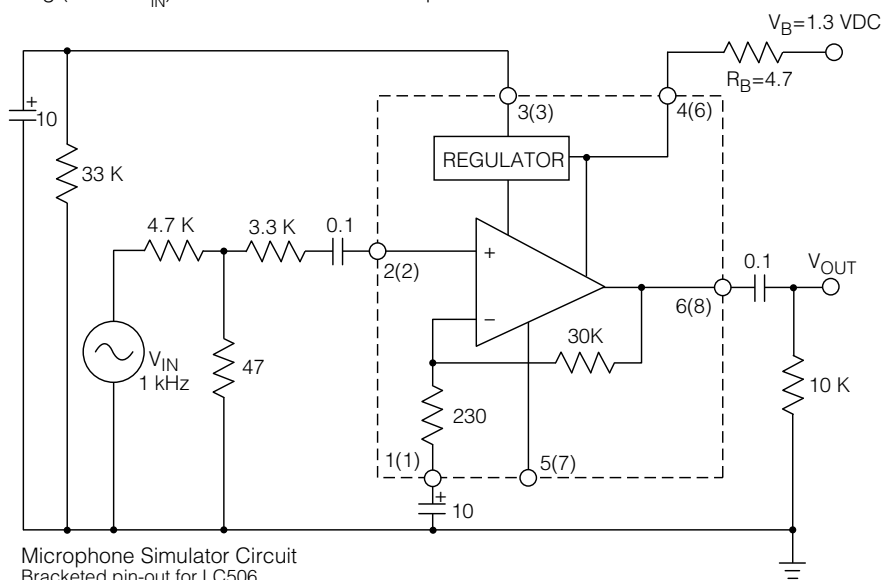 V_B=1.3 VDC
R_B=4.7
+
10
3(3)
4(6)
REGULATOR
33 K
4.7 K
3.3 K
0.1
2(2)
+
0.1
V_OUT
6(8)
−
30K
V_IN
1 kHz
47
10 K
230
1(1)
5(7)
+
10
Microphone Simulator Circuit
Bracketed pin-out for LC506